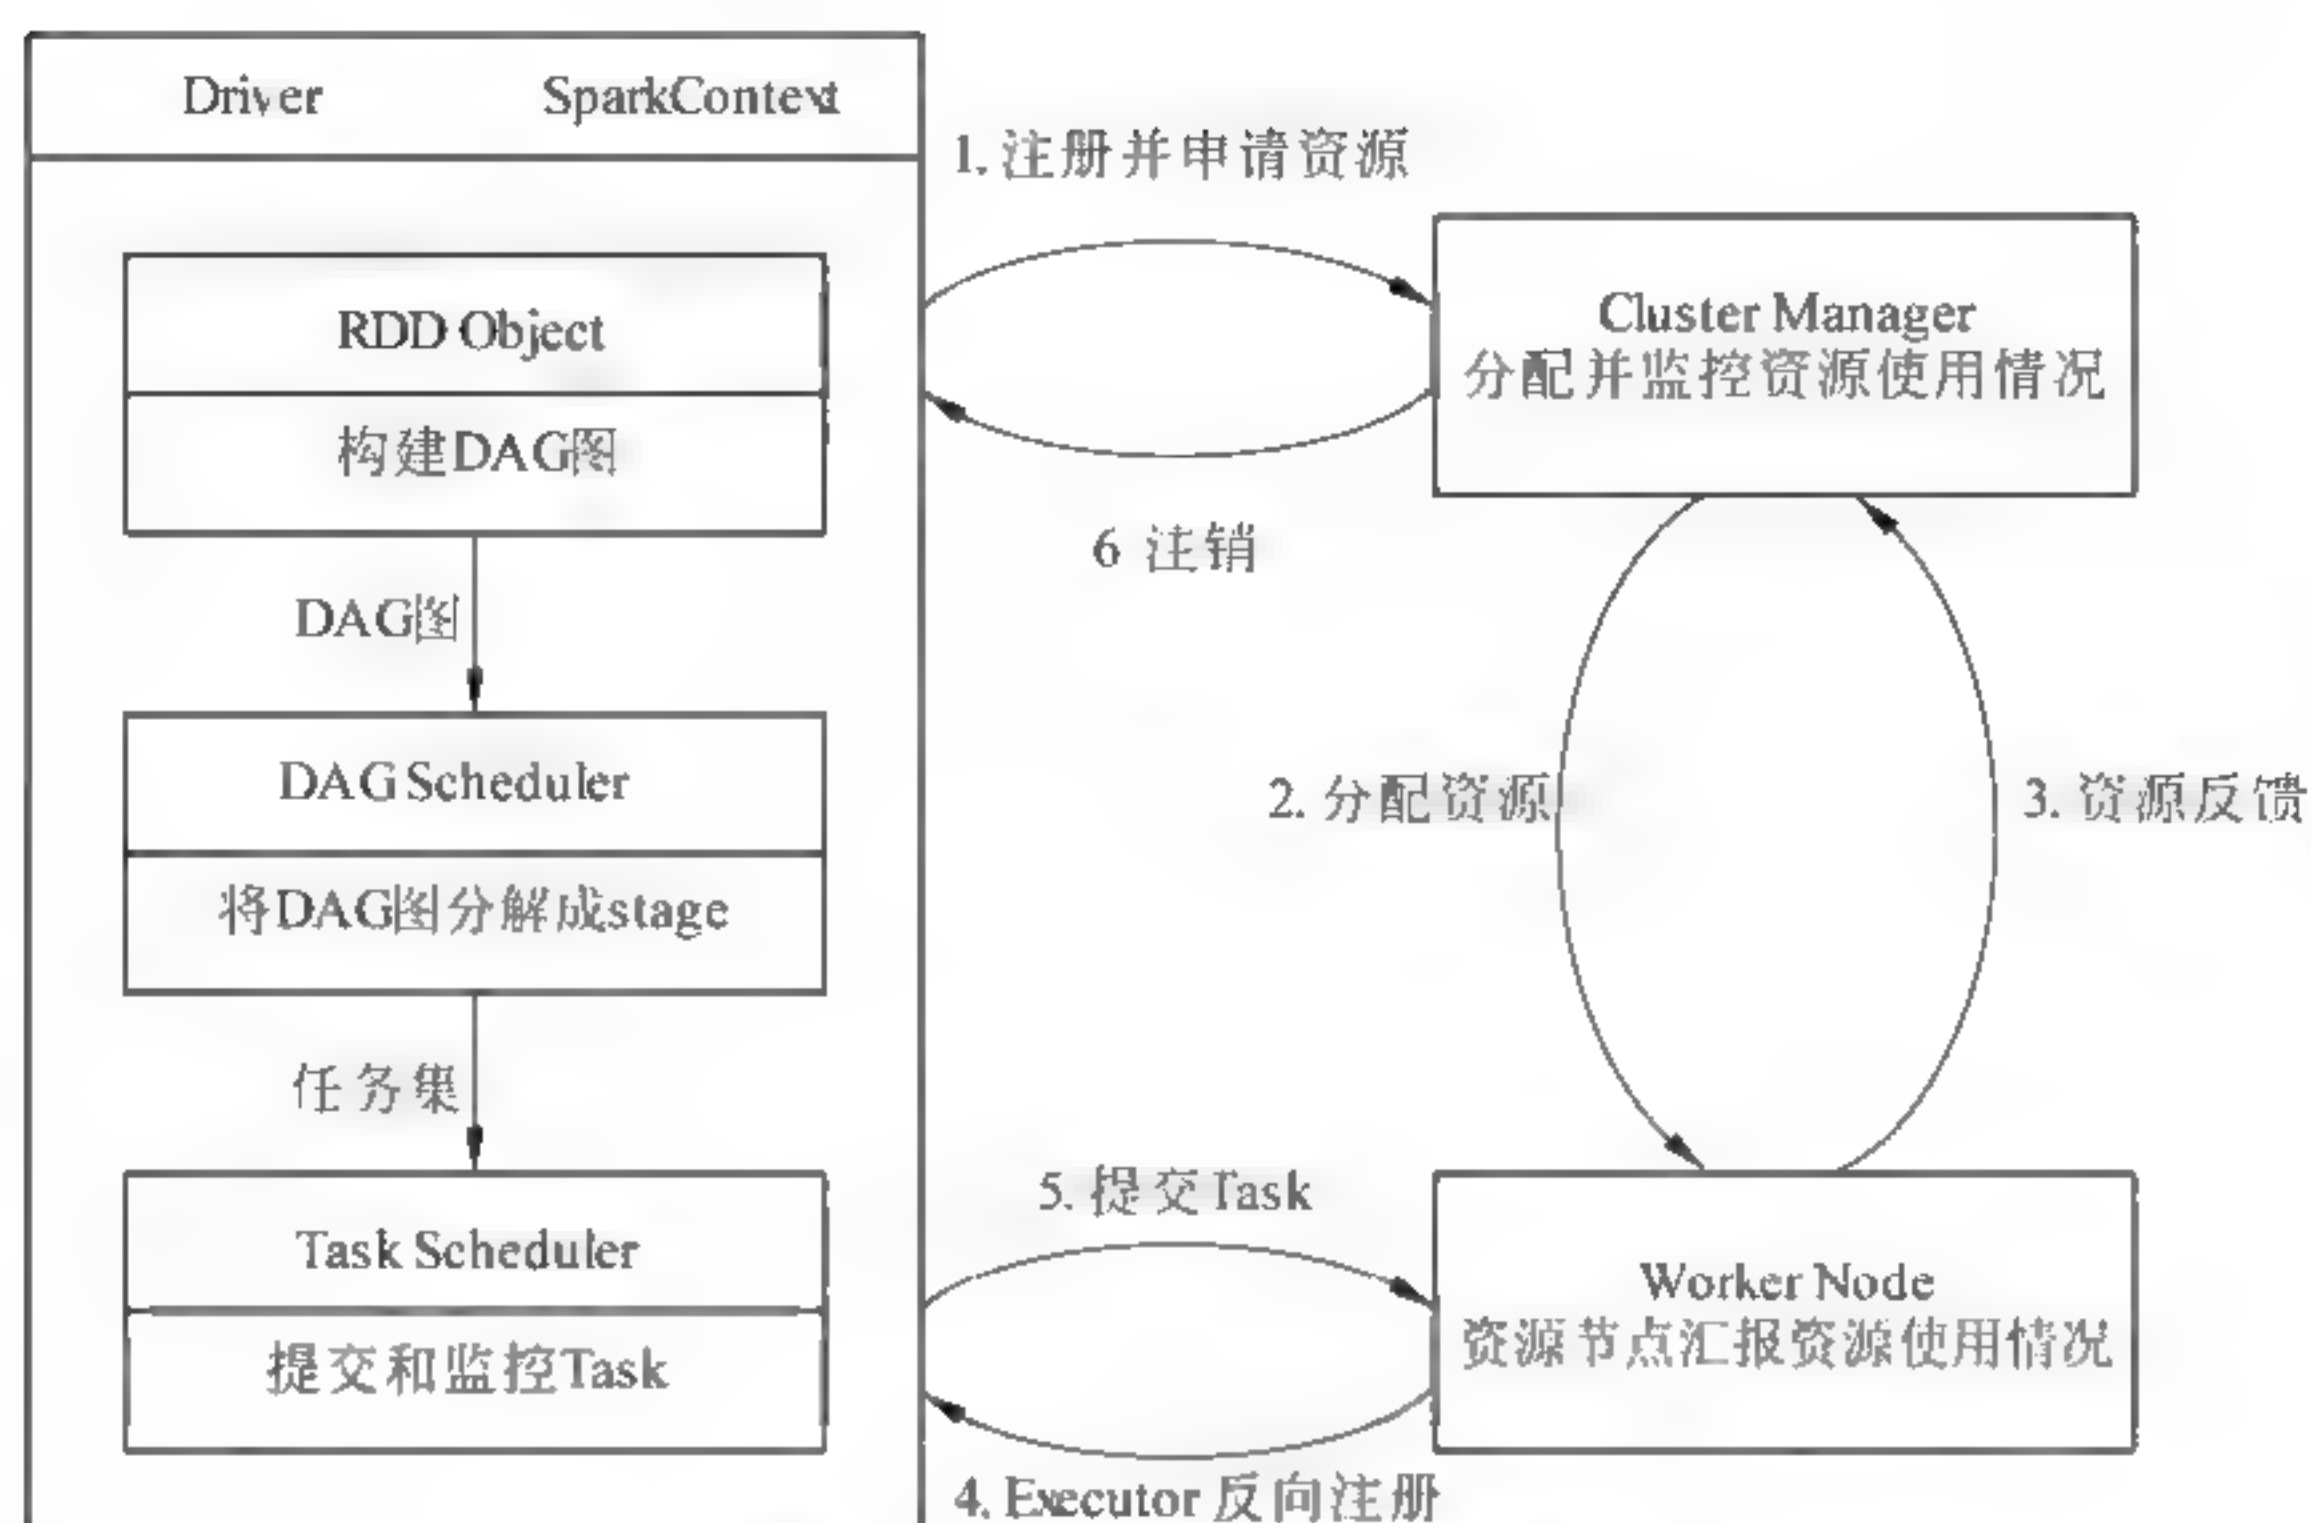 Driver SparkContext
1. 注册并申请资源
RDD Object
构建DAG图
Cluster Manager
分配并监控资源使用情况
6 注销
DAG图
DAG Scheduler
将DAG图分解成stage
2. 分配资源
3. 资源反馈
任务集
Task Scheduler
提交和监控Task
5. 提交Task
Worker Node
资源节点汇报资源使用情况
4. Executor 反向注册